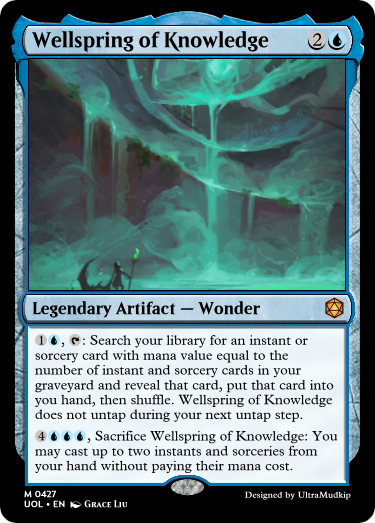 Wellspring of Knowledge 2
Legendary Artifact — Wonder
1, : Search your library for an instant or
sorcery card with mana value equal to the
number of instant and sorcery cards in your
graveyard and reveal that card, put that card into
you hand, then shuffle. Wellspring of Knowledge
does not untap during your next untap step.
4, Sacrifice Wellspring of Knowledge: You
may cast up to two instants and sorceries from
your hand without paying their mana cost.
M 0427
Designed by UltraMudkip
UOL • EN GRACE LIU